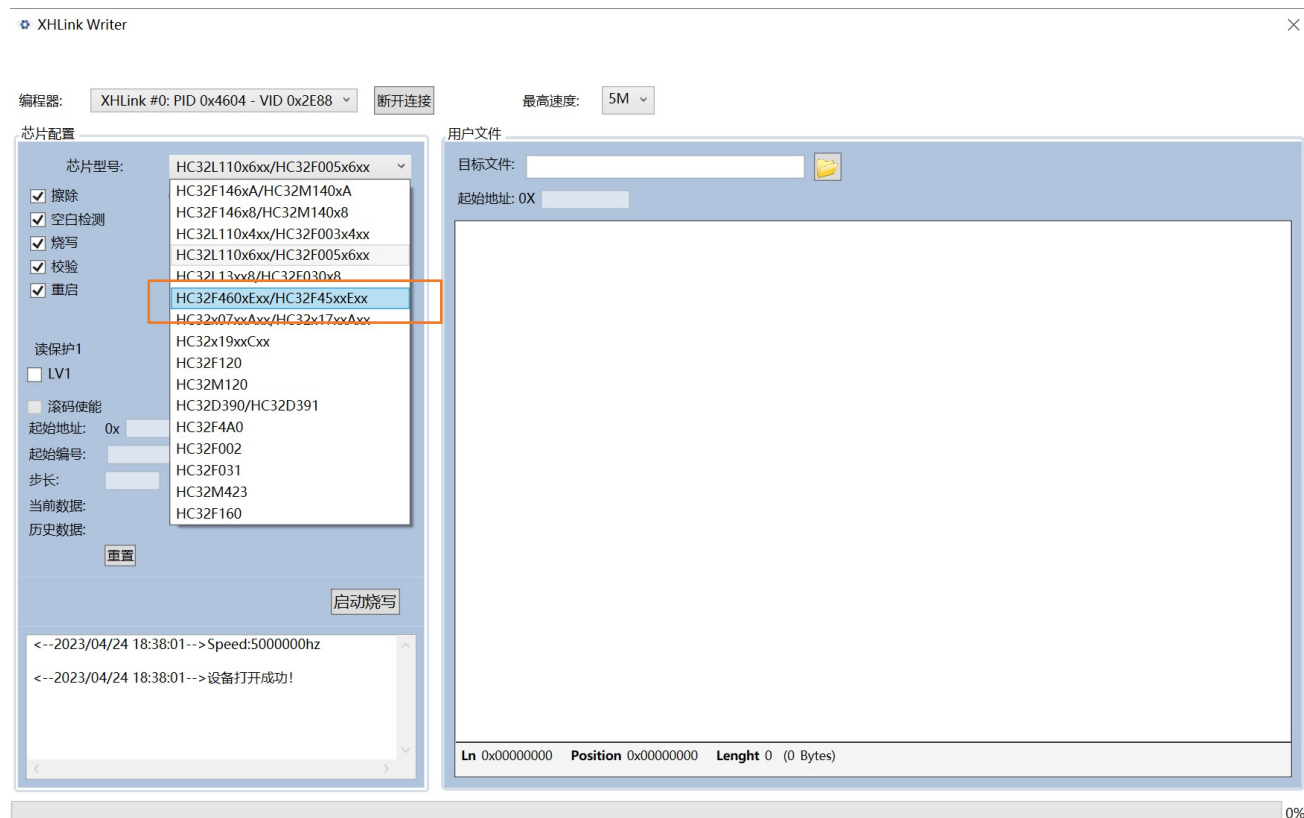 XHLink Writer
编程器: XHLink #0: PID 0x4604 - VID 0x2E88 断开连接 最高速度: 5M
芯片配置
芯片型号: HC32L110x6xx/HC32F005x6xx
HC32F146xA/HC32M140xA
HC32F146x8/HC32M140x8
HC32L110x4xx/HC32F003x4xx
HC32L110x6xx/HC32F005x6xx
HC32L13xx8/HC32F030x8
HC32F460xExx/HC32F45xxExx
HC32x07xxAxx/HC32x17xxAxx
HC32x19xxCxx
HC32F120
HC32M120
HC32D390/HC32D391
HC32F4A0
HC32F002
HC32F031
HC32M423
HC32F160
擦除
空白检测
烧写
校验
重启
读保护1
LV1
滚码使能
起始地址: 0x
起始编号:
步长:
当前数据:
历史数据:
重置
启动烧写
<--2023/04/24 18:38:01-->Speed:5000000hz
<--2023/04/24 18:38:01-->设备打开成功!
用户文件
目标文件:
起始地址: 0X
Ln 0x00000000 Position 0x00000000 Lenght 0 (0 Bytes)
0%